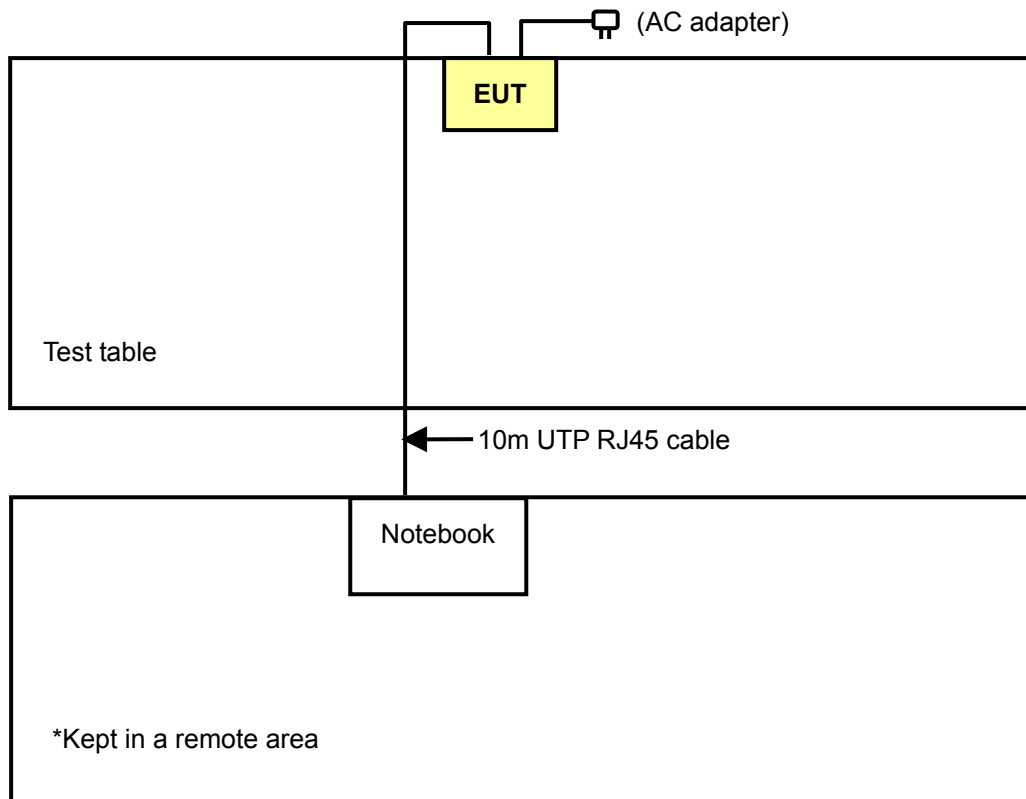 (AC adapter)
EUT
Test table
10m UTP RJ45 cable
Notebook
*Kept in a remote area